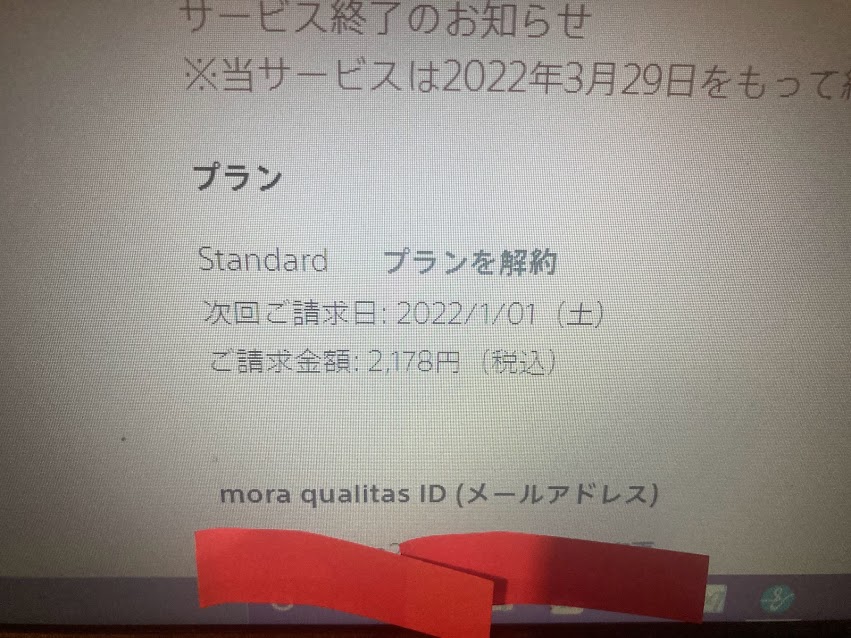 サービス終了のお知らせ
※当サービスは2022年3月29日をもって
プラン
Standard プランを解約
次回ご請求日: 2022/1/01（土）
ご請求金額: 2,178円（税込）
mora qualitas ID (メールアドレス)